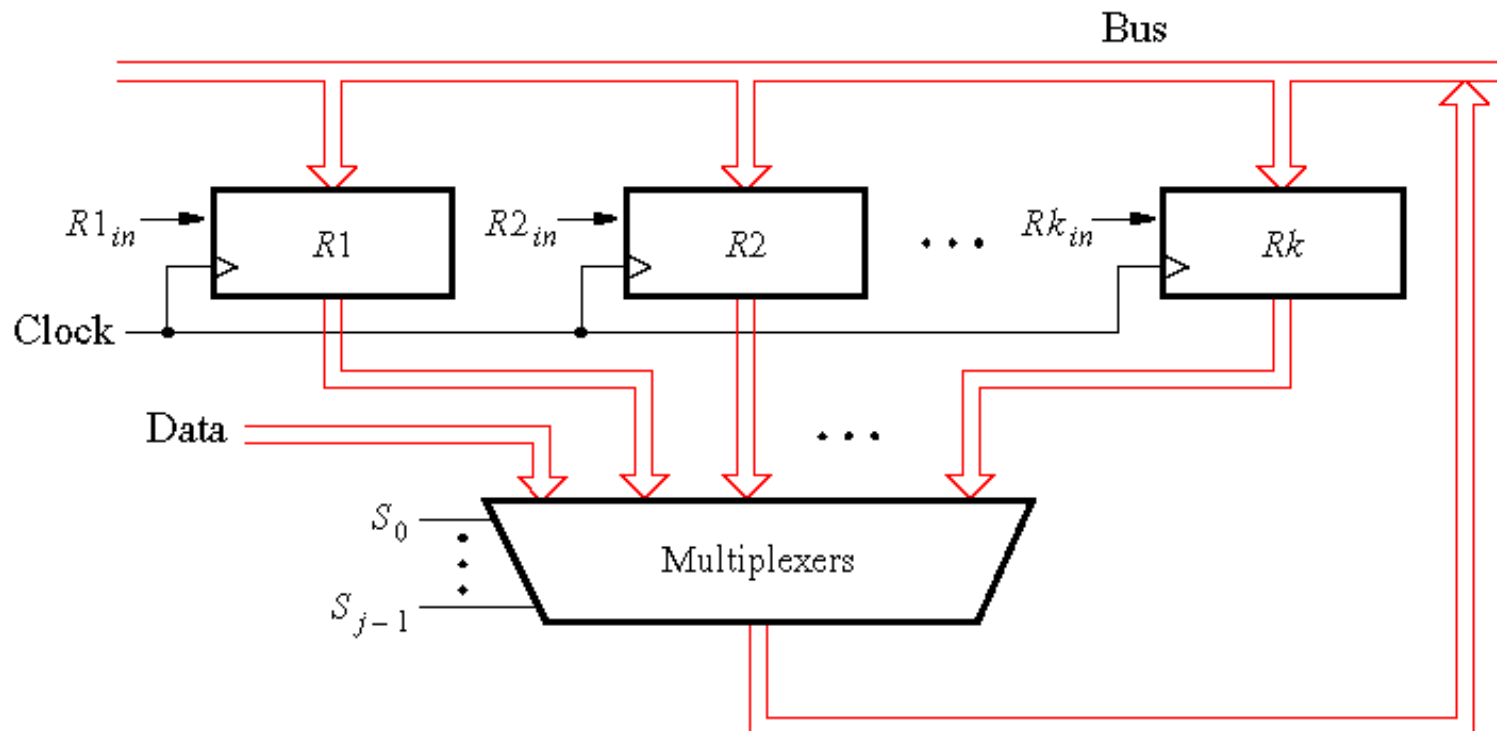 Bus
R1in
R1
R2in
R2
Rkin
Rk
Clock
Data
S0
Sj−1
Multiplexers